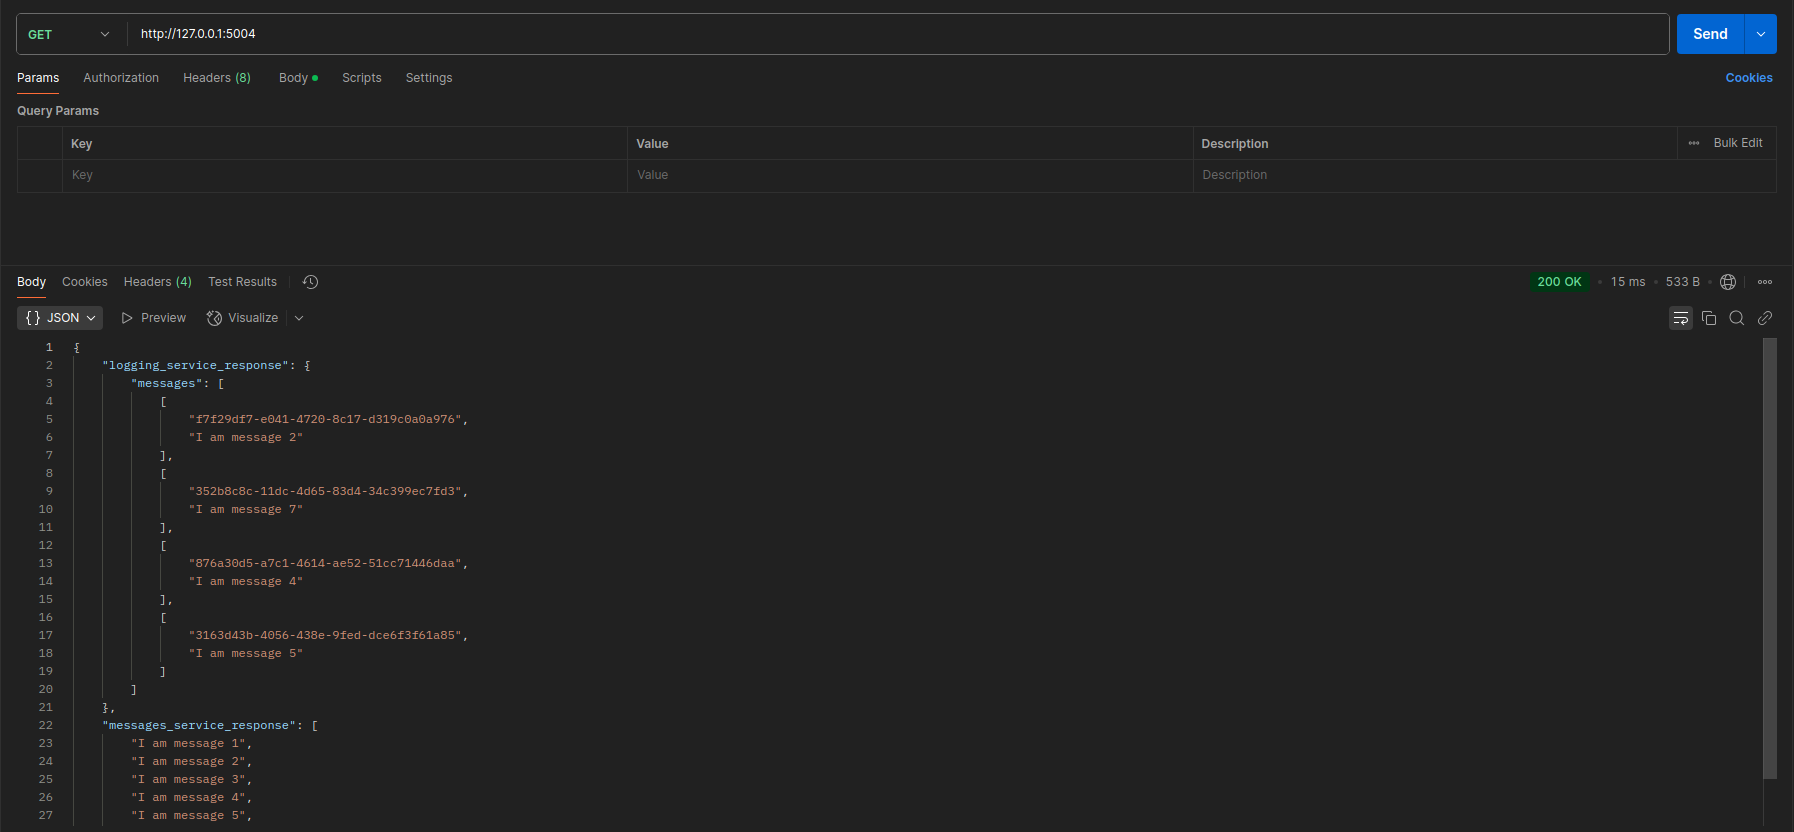 GET http://127.0.0.1:5004 Send
Params Authorization Headers (8) Body Scripts Settings Cookies
Query Params
Key Value Description Bulk Edit
Key Value Description
Body Cookies Headers (4) Test Results 200 OK 15 ms 533 B
{} JSON Preview Visualize
1 {
2 "logging_service_response": {
3 "messages": [
4 [
5 "f7f29df7-e041-4720-8c17-d319c0a0a976",
6 "I am message 2"
7 ],
8 [
9 "352b8c8c-11dc-4d65-83d4-34c399ec7fd3",
10 "I am message 7"
11 ],
12 [
13 "876a30d5-a7c1-4614-ae52-51cc71446daa",
14 "I am message 4"
15 ],
16 [
17 "3163d43b-4056-438e-9fed-dce6f3f61a85",
18 "I am message 5"
19 ]
20 ]
21 },
22 "messages_service_response": [
23 "I am message 1",
24 "I am message 2",
25 "I am message 3",
26 "I am message 4",
27 "I am message 5",